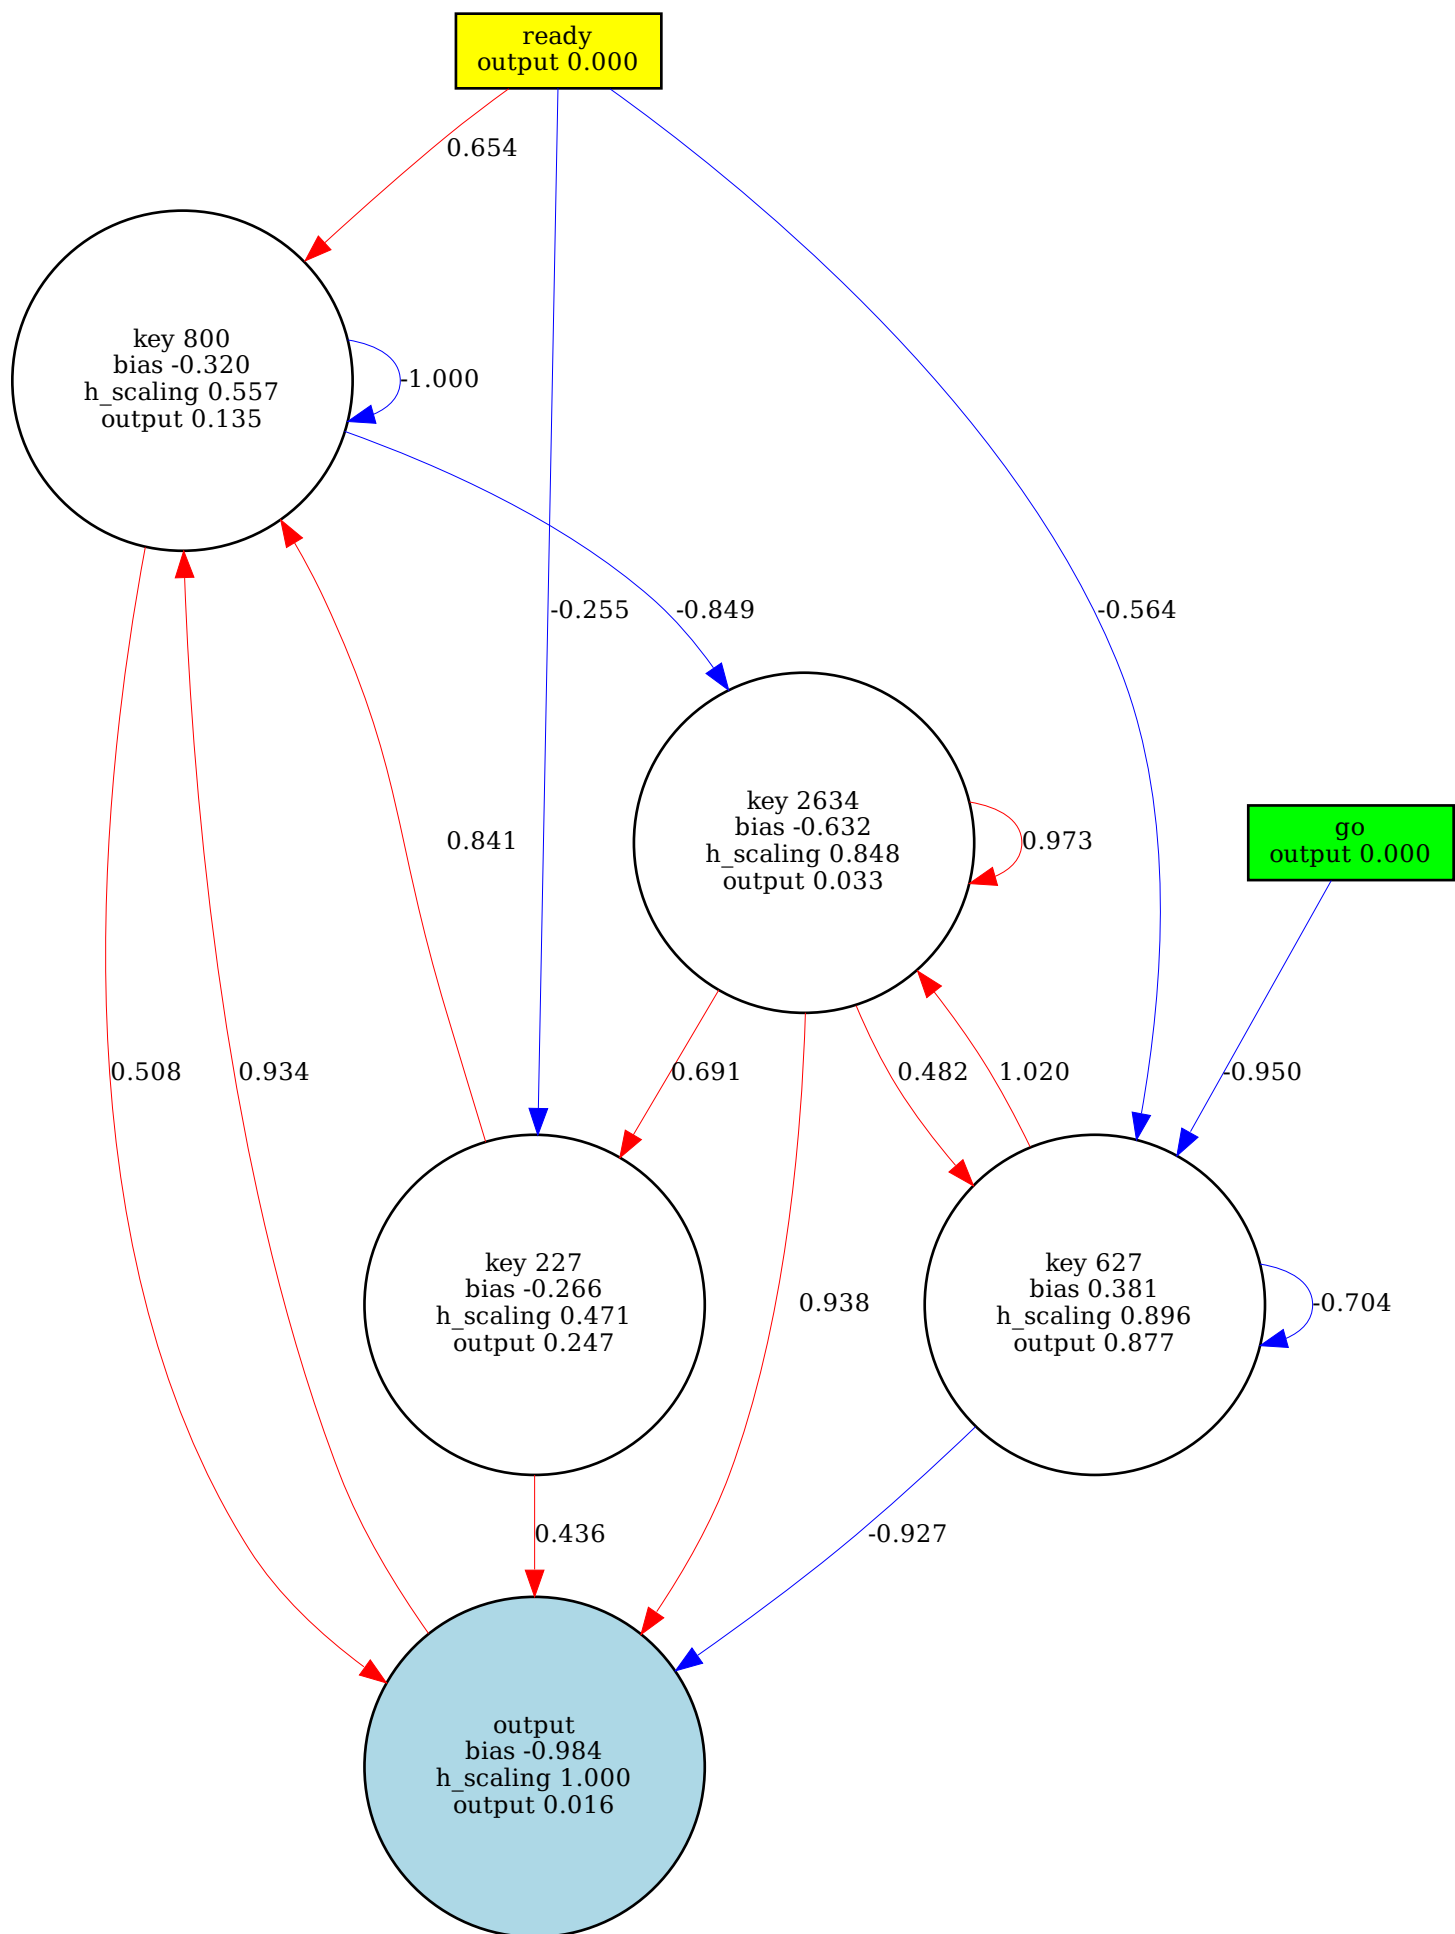 ready
output 0.000
0.654
key 800
bias -0.320
h_scaling 0.557
output 0.135
-1.000
-0.255
-0.849
-0.564
key 2634
bias -0.632
h_scaling 0.848
output 0.033
0.973
0.841
go
output 0.000
0.508
0.934
0.691
0.482
1.020
-0.950
key 227
bias -0.266
h_scaling 0.471
output 0.247
0.938
key 627
bias 0.381
h_scaling 0.896
output 0.877
-0.704
0.436
-0.927
output
bias -0.984
h_scaling 1.000
output 0.016